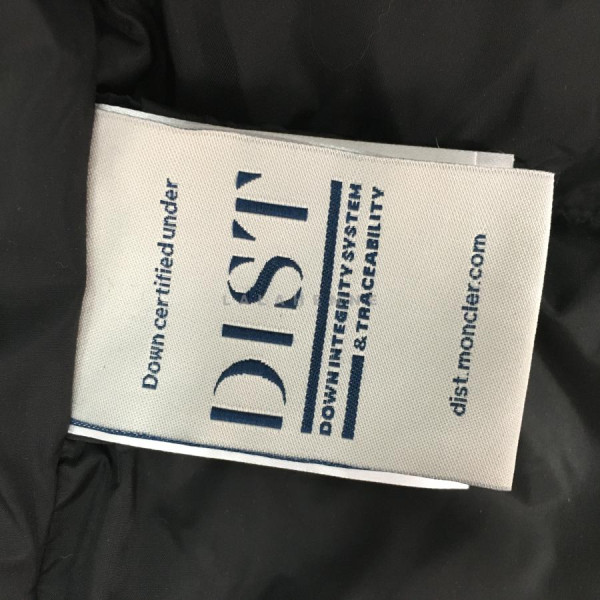 Down certified under
DIST
DOWN INTEGRITY SYSTEM
& TRACEABILITY
dist.moncler.com